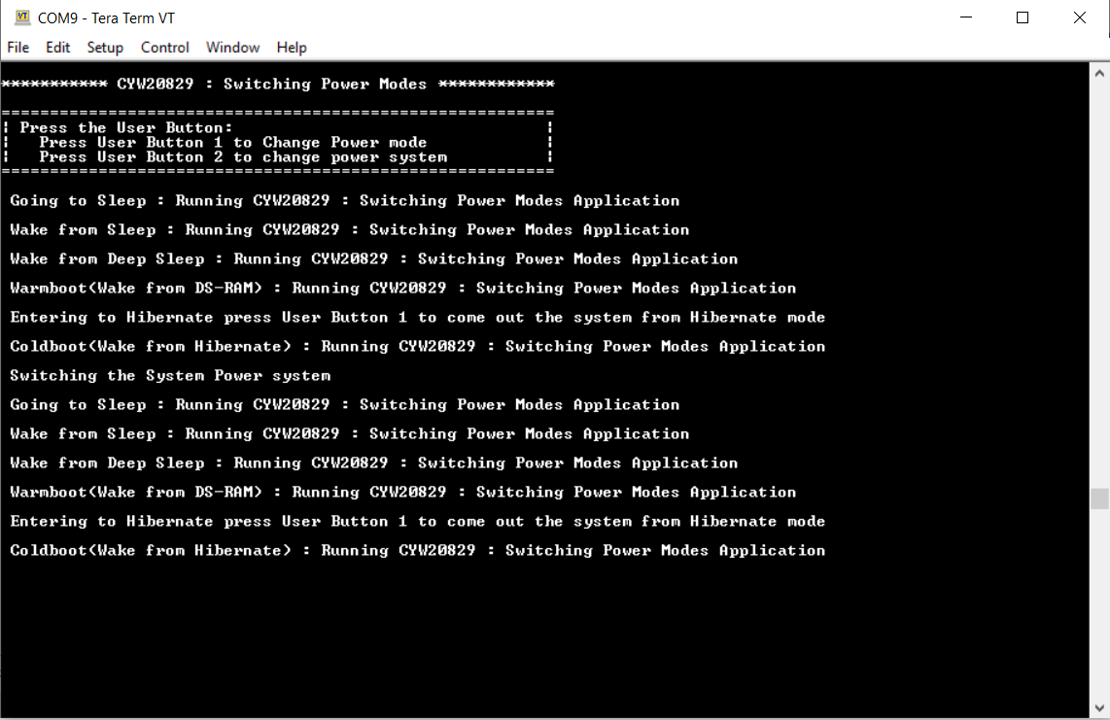 COM9 - Tera Term VT
File Edit Setup Control Window Help
*********** CYW20829 : Switching Power Modes ************
=========================================================
| Press the User Button: |
| Press User Button 1 to Change Power mode |
| Press User Button 2 to change power system |
=========================================================
Going to Sleep : Running CYW20829 : Switching Power Modes Application
Wake from Sleep : Running CYW20829 : Switching Power Modes Application
Wake from Deep Sleep : Running CYW20829 : Switching Power Modes Application
Warmboot(Wake from DS-RAM) : Running CYW20829 : Switching Power Modes Application
Entering to Hibernate press User Button 1 to come out the system from Hibernate mode
Coldboot(Wake from Hibernate) : Running CYW20829 : Switching Power Modes Application
Switching the System Power system
Going to Sleep : Running CYW20829 : Switching Power Modes Application
Wake from Sleep : Running CYW20829 : Switching Power Modes Application
Wake from Deep Sleep : Running CYW20829 : Switching Power Modes Application
Warmboot(Wake from DS-RAM) : Running CYW20829 : Switching Power Modes Application
Entering to Hibernate press User Button 1 to come out the system from Hibernate mode
Coldboot(Wake from Hibernate) : Running CYW20829 : Switching Power Modes Application